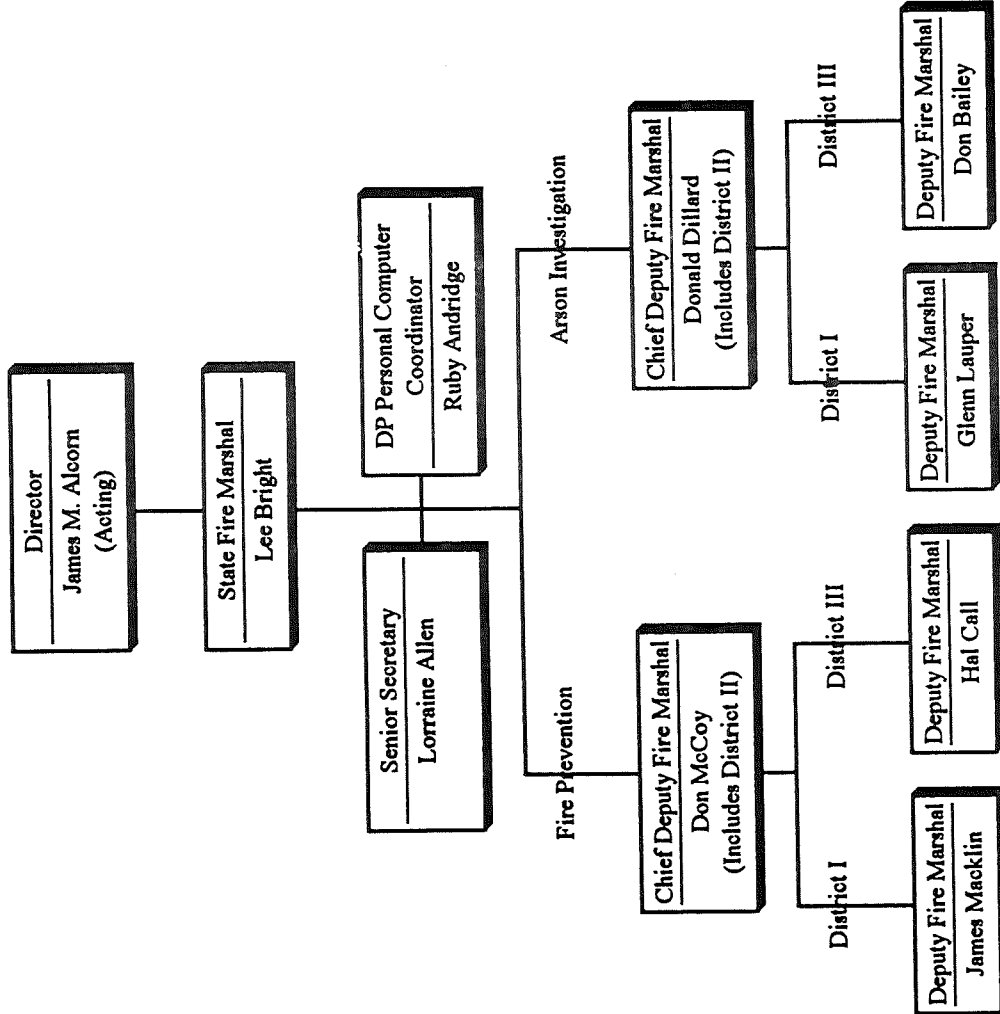 Director
James M. Alcorn
(Acting)
State Fire Marshal
Lee Bright
Senior Secretary
Lorraine Allen
DP Personal Computer
Coordinator
Ruby Andridge
Fire Prevention
Arson Investigation
Chief Deputy Fire Marshal
Don McCoy
(Includes District II)
Chief Deputy Fire Marshal
Donald Dillard
(Includes District II)
District I
District III
District I
District III
Deputy Fire Marshal
James Macklin
Deputy Fire Marshal
Hal Call
Deputy Fire Marshal
Glenn Lauper
Deputy Fire Marshal
Don Bailey